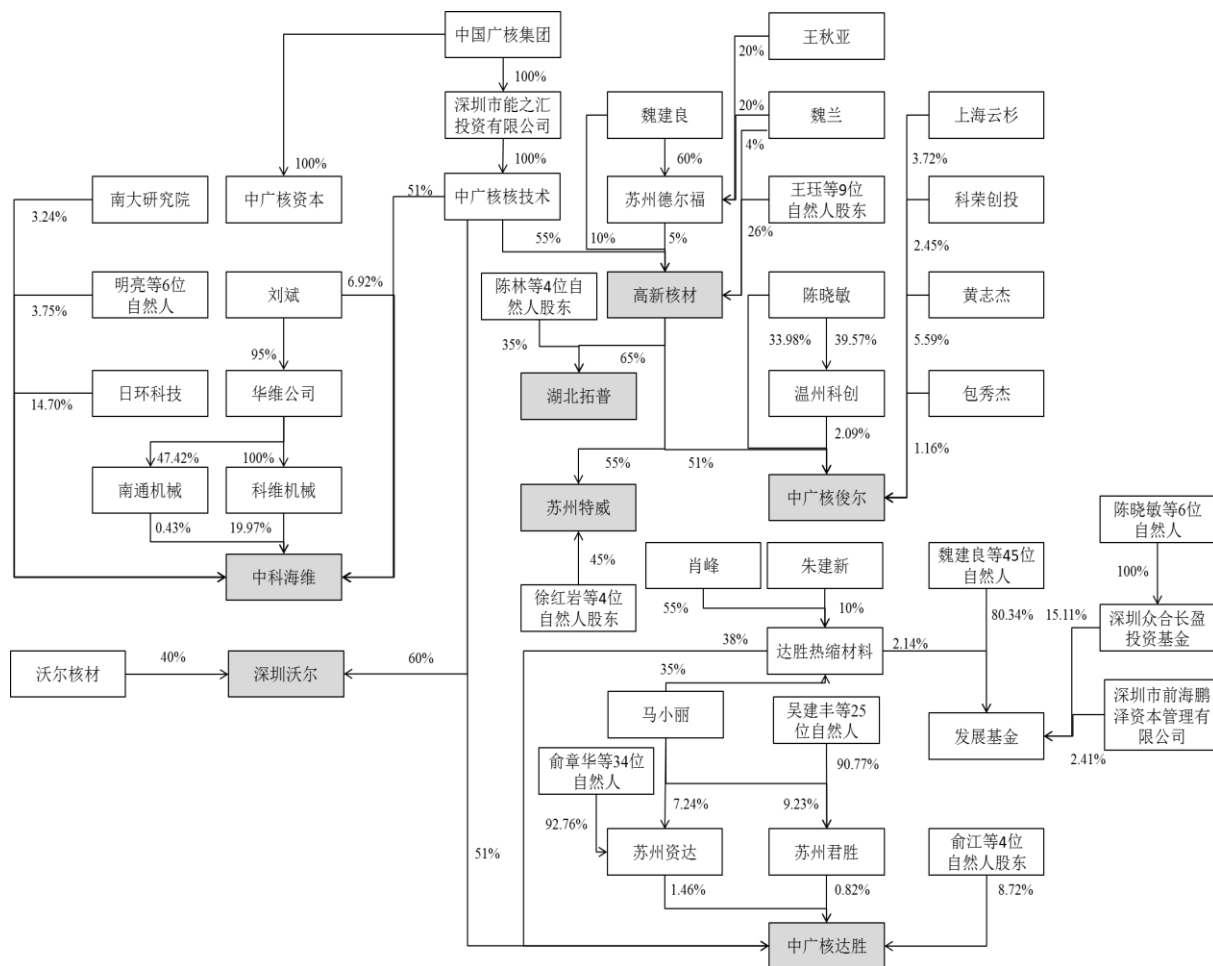 中国广核集团
王秋亚
20%
100%
深圳市能之汇
投资有限公司
魏建良
20%
魏兰
上海云杉
4%
3.72%
100%
100%
60%
南大研究院
中广核资本
51%
中广核核技术
苏州德尔福
王珏等9位
自然人股东
科荣创投
3.24%
55%
10%
5%
26%
2.45%
明亮等6位
自然人
刘斌
6.92%
陈林等4位自
然人股东
高新核材
陈晓敏
黄志杰
3.75%
35%
65%
33.98%
39.57%
5.59%
95%
日环科技
华维公司
湖北拓普
温州科创
包秀杰
14.70%
2.09%
1.16%
47.42%
100%
55%
51%
南通机械
科维机械
苏州特威
中广核俊尔
陈晓敏等6位
自然人
0.43%
19.97%
45%
肖峰
朱建新
魏建良等45位
自然人
100%
中科海维
徐红岩等4位
自然人股东
55%
10%
80.34%
15.11%
深圳众合长盈
投资基金
沃尔核材
40%
深圳沃尔
60%
38%
达胜热缩材料
2.14%
35%
马小丽
吴建丰等25
位自然人
发展基金
深圳市前海鹏
泽资本管理有
限公司
2.41%
90.77%
俞章华等34位
自然人
7.24%
9.23%
92.76%
51%
苏州资达
苏州君胜
俞江等4位
自然人股东
1.46%
0.82%
8.72%
中广核达胜